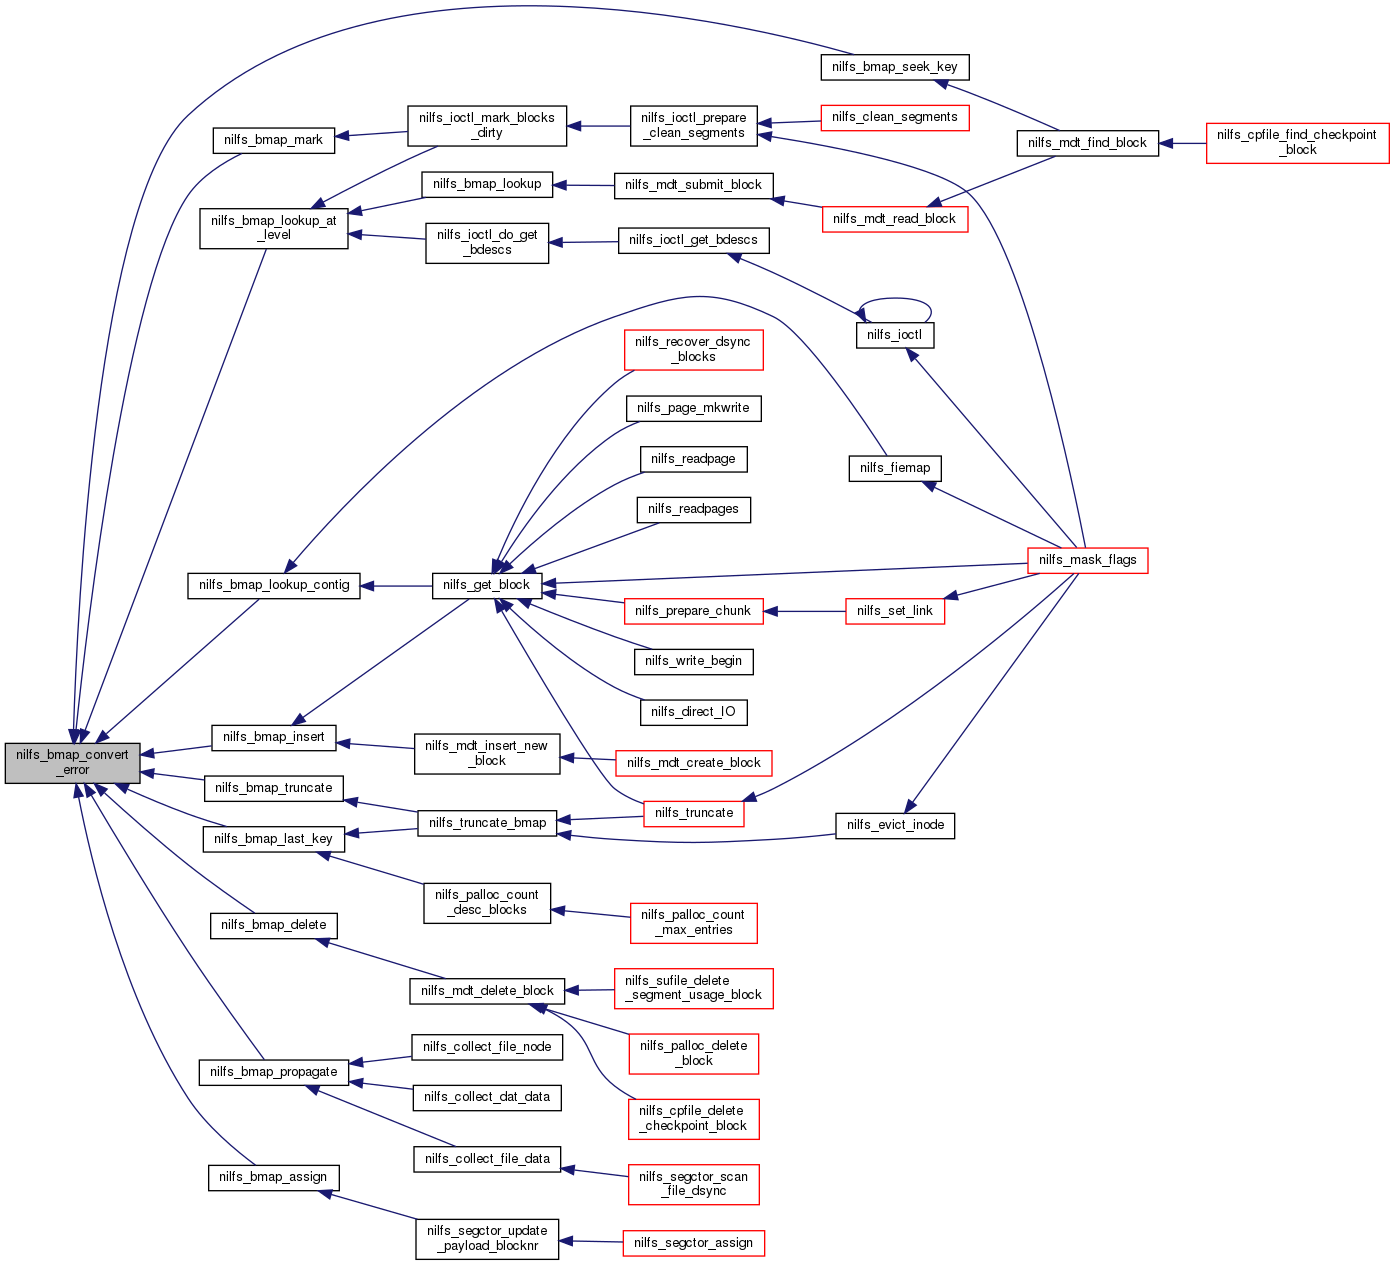 nilfs_bmap_seek_key
nilfs_ioctl_mark_blocks
_dirty
nilfs_ioctl_prepare
_clean_segments
nilfs_clean_segments
nilfs_bmap_mark
nilfs_mdt_find_block
nilfs_cpfile_find_checkpoint
_block
nilfs_bmap_lookup
nilfs_mdt_submit_block
nilfs_mdt_read_block
nilfs_bmap_lookup_at
_level
nilfs_ioctl_do_get
_bdescs
nilfs_ioctl_get_bdescs
nilfs_ioctl
nilfs_recover_dsync
_blocks
nilfs_page_mkwrite
nilfs_readpage
nilfs_fiemap
nilfs_readpages
nilfs_mask_flags
nilfs_bmap_lookup_contig
nilfs_get_block
nilfs_prepare_chunk
nilfs_set_link
nilfs_write_begin
nilfs_direct_IO
nilfs_bmap_insert
nilfs_mdt_insert_new
_block
nilfs_mdt_create_block
nilfs_bmap_convert
_error
nilfs_bmap_truncate
nilfs_truncate_bmap
nilfs_truncate
nilfs_evict_inode
nilfs_bmap_last_key
nilfs_palloc_count
_desc_blocks
nilfs_palloc_count
_max_entries
nilfs_bmap_delete
nilfs_mdt_delete_block
nilfs_sufile_delete
_segment_usage_block
nilfs_palloc_delete
_block
nilfs_collect_file_node
nilfs_bmap_propagate
nilfs_collect_dat_data
nilfs_cpfile_delete
_checkpoint_block
nilfs_collect_file_data
nilfs_segctor_scan
_file_dsync
nilfs_bmap_assign
nilfs_segctor_update
_payload_blocknr
nilfs_segctor_assign